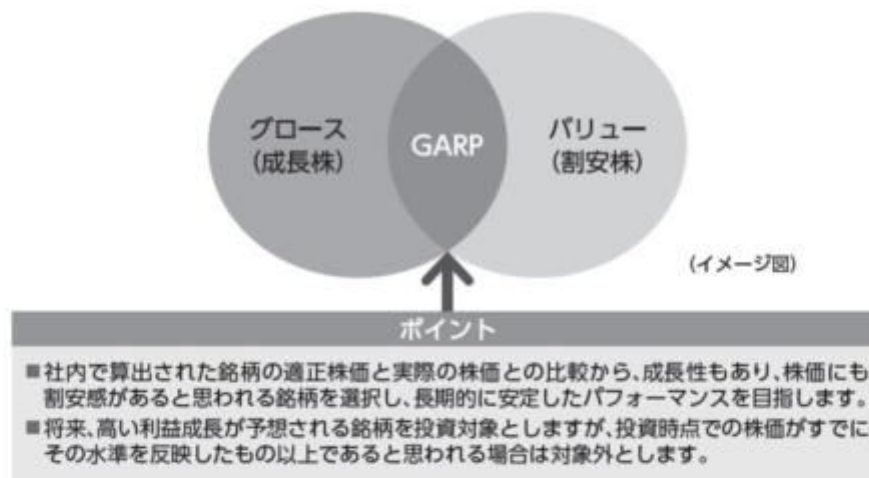 グロース
(成長株)
GARP
バリュー
(割安株)
(イメージ図)
ポイント
■社内で算出された銘柄の適正株価と実際の株価との比較から、成長性もあり、株価にも
割安感があると思われる銘柄を選択し、長期的に安定したパフォーマンスを目指します。
■将来、高い利益成長が予想される銘柄を投資対象としますが、投資時点での株価がすでに
その水準を反映したもの以上であると思われる場合は対象外とします。